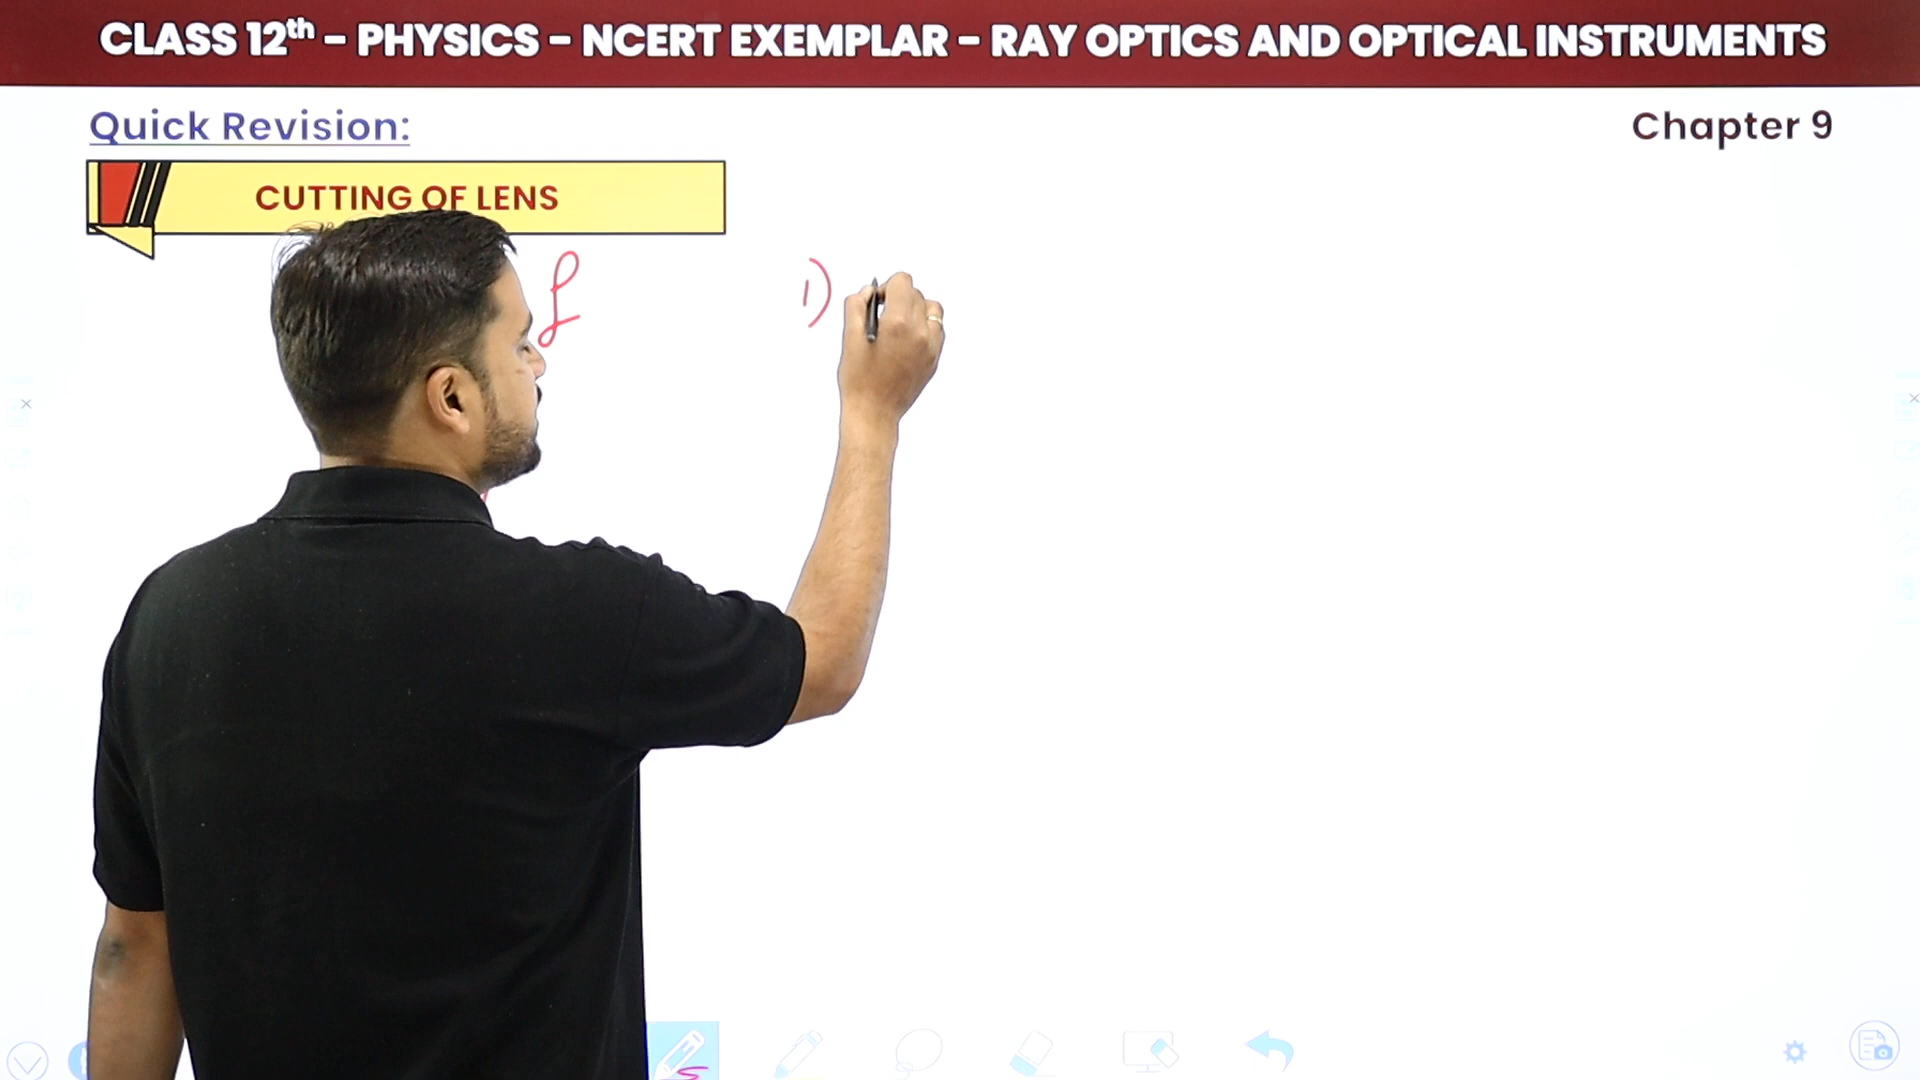 CLASS 12th - PHYSICS - NCERT EXEMPLAR - RAY OPTICS AND OPTICAL INSTRUMENTS
Quick Revision:
Chapter 9
CUTTING OF LENS
f
1)